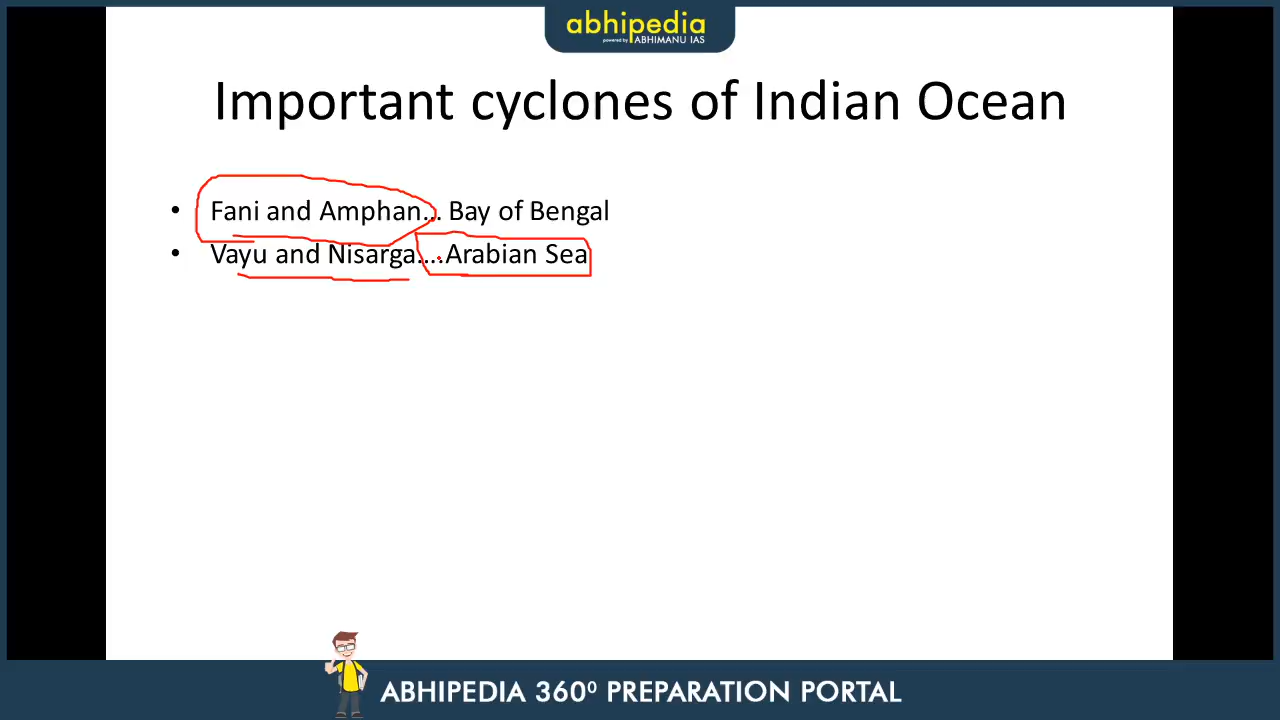 abhipedia
powered by ABHIMANU IAS
Important cyclones of Indian Ocean
• Fani and Amphan... Bay of Bengal
• Vayu and Nisarga....Arabian Sea
ABHIPEDIA 360⁰ PREPARATION PORTAL